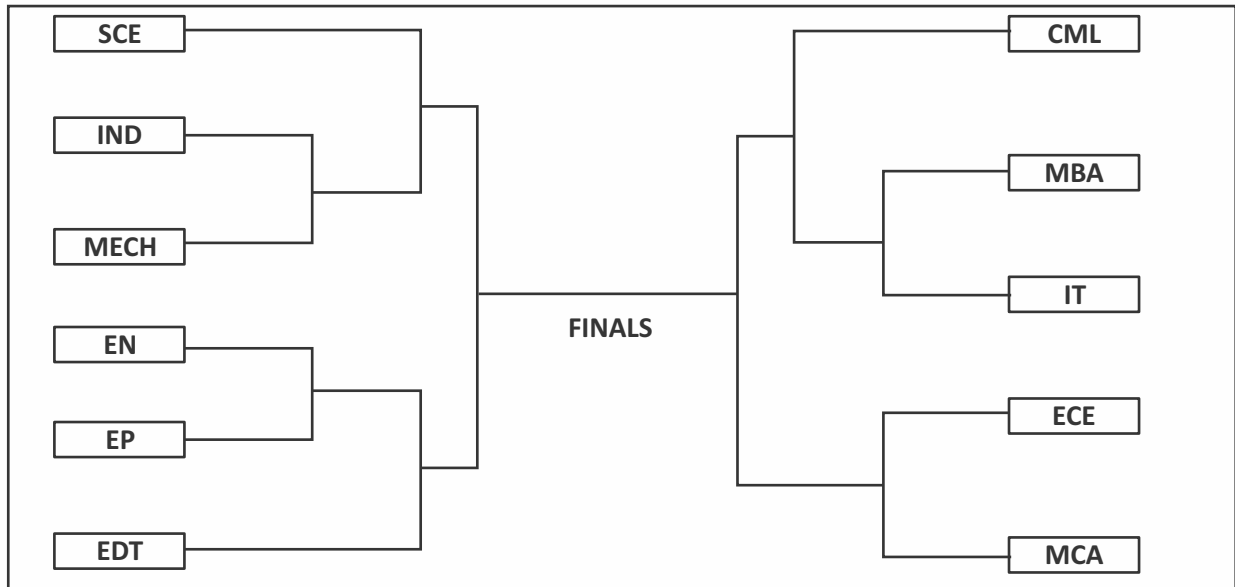 SCE
IND
MECH
EN
EP
EDT
FINALS
CML
MBA
IT
ECE
MCA